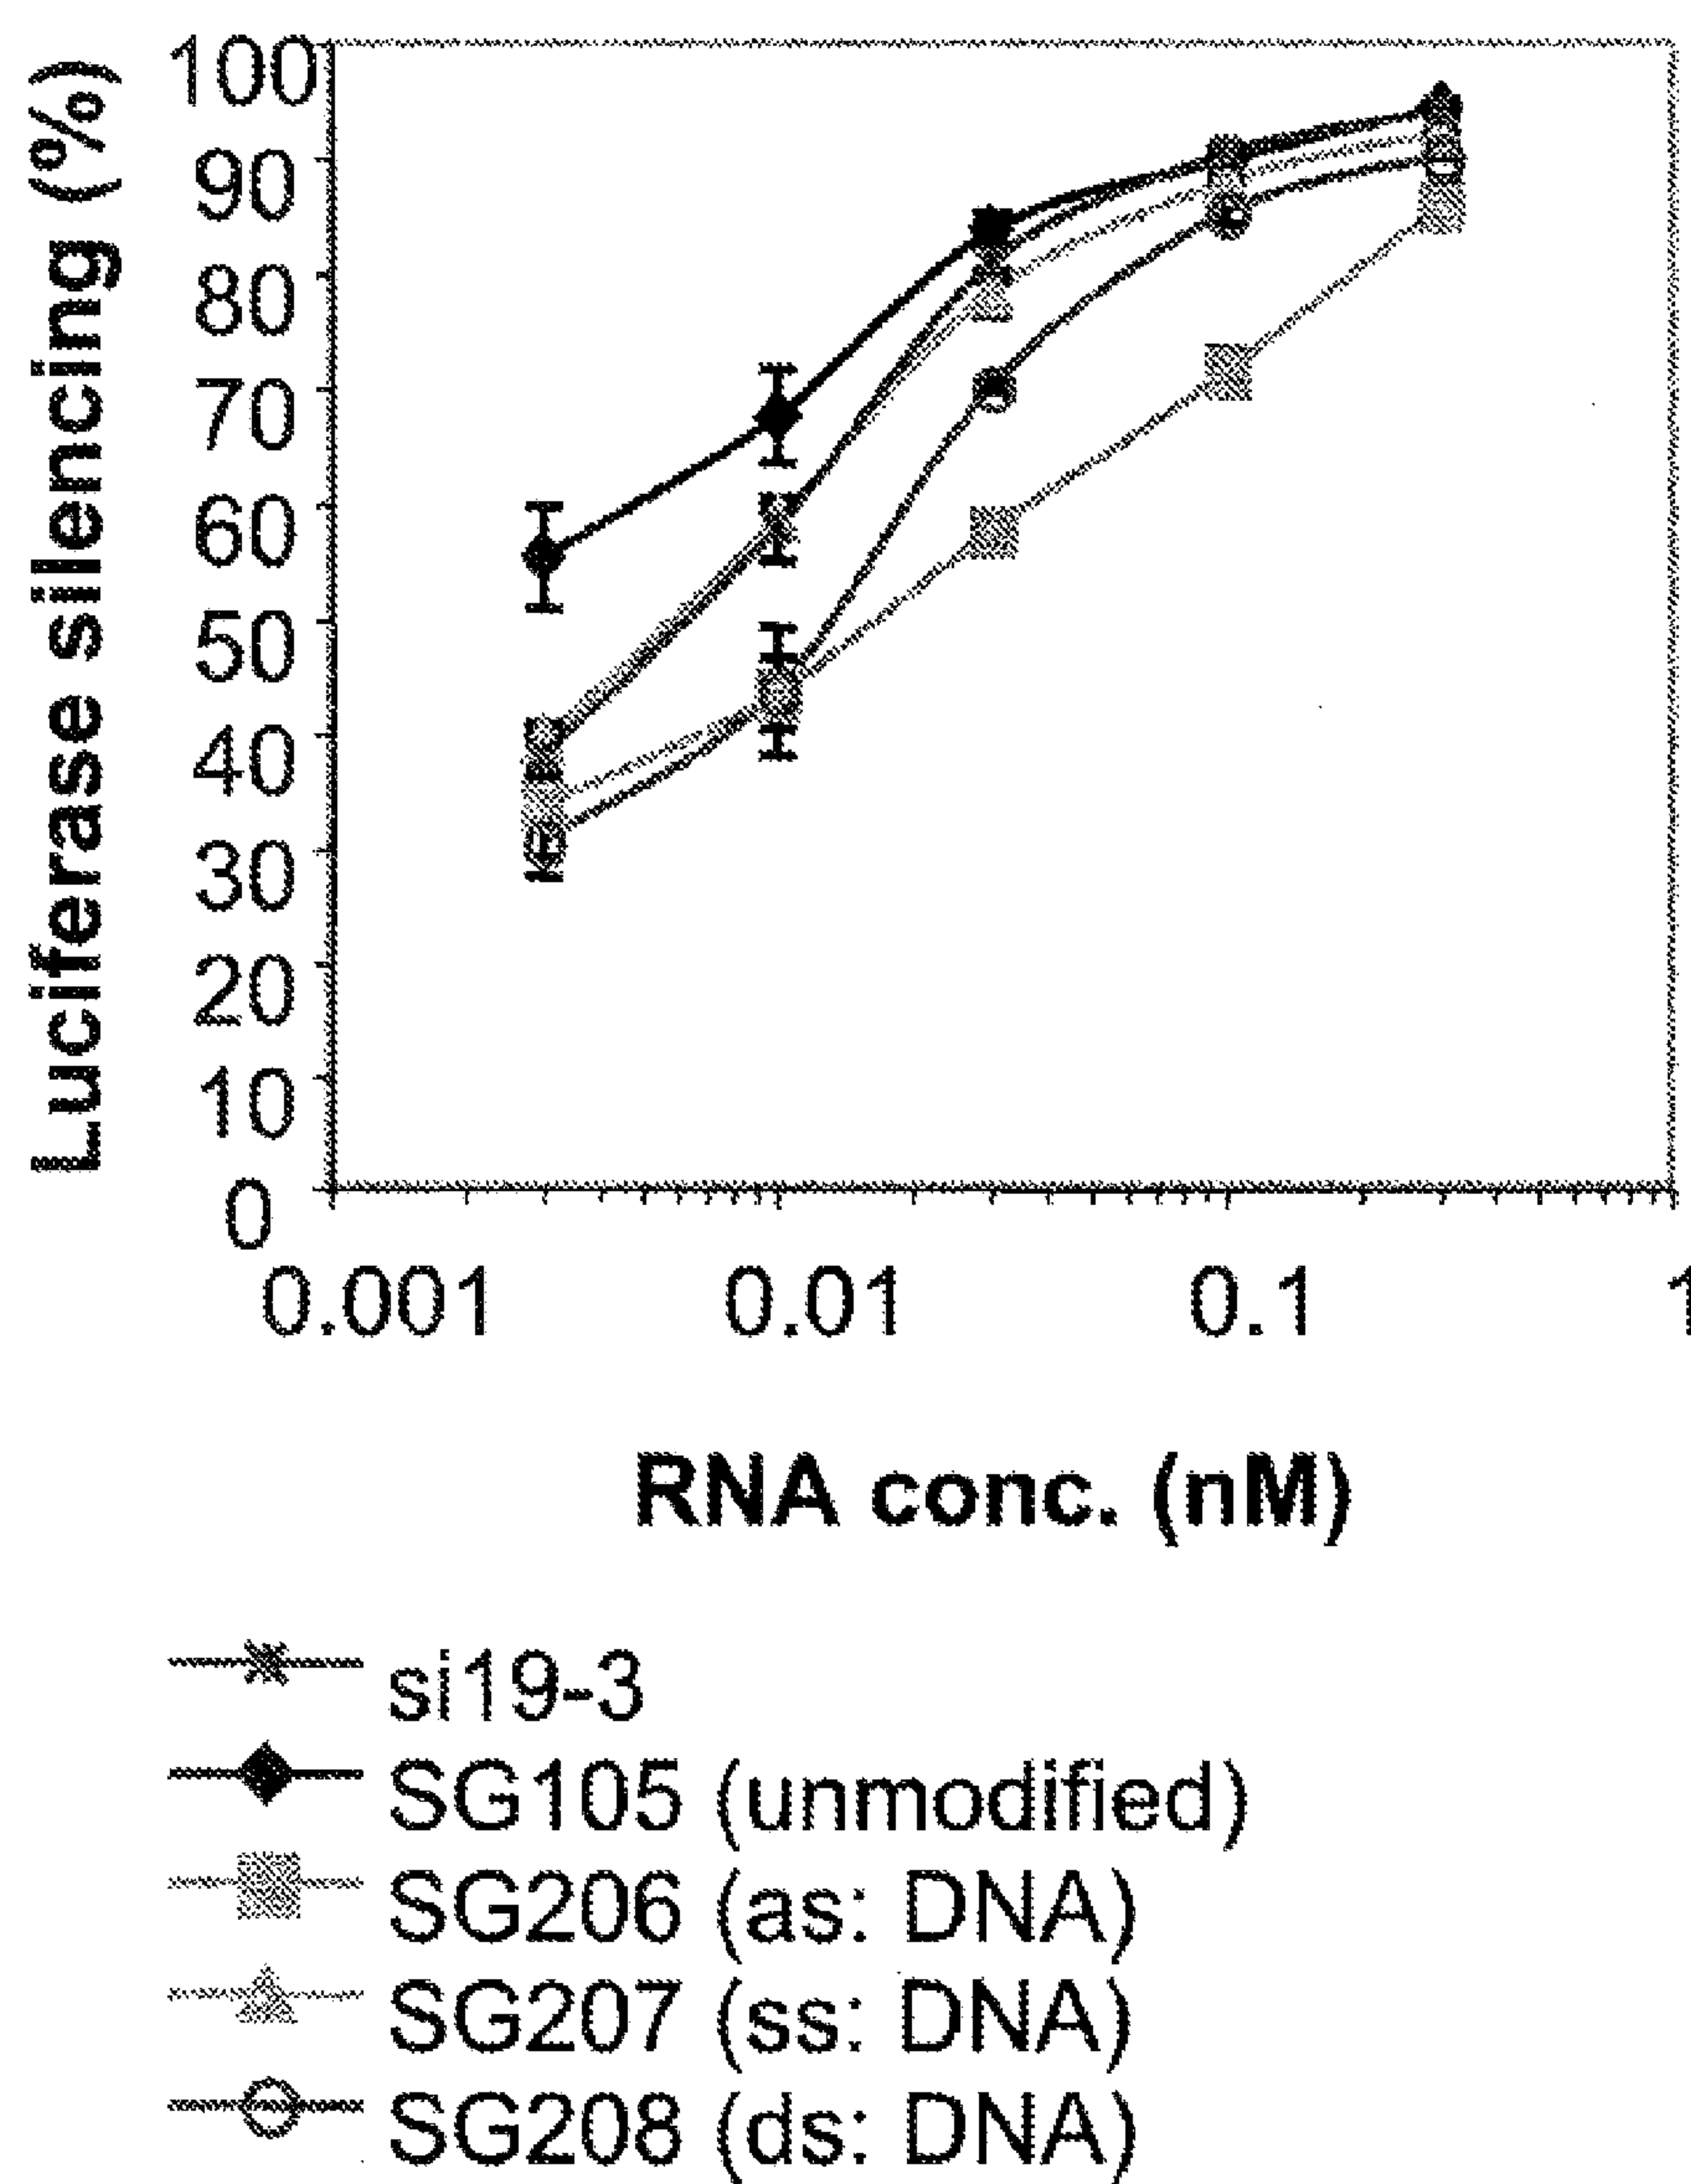 Luciferase silencing (%)
100
90
80
70
60
50
40
30
20
10
0
0.001 0.01 0.1 1
RNA conc. (nM)
si19-3
SG105 (unmodified)
SG206 (as: DNA)
SG207 (ss: DNA)
SG208 (ds: DNA)